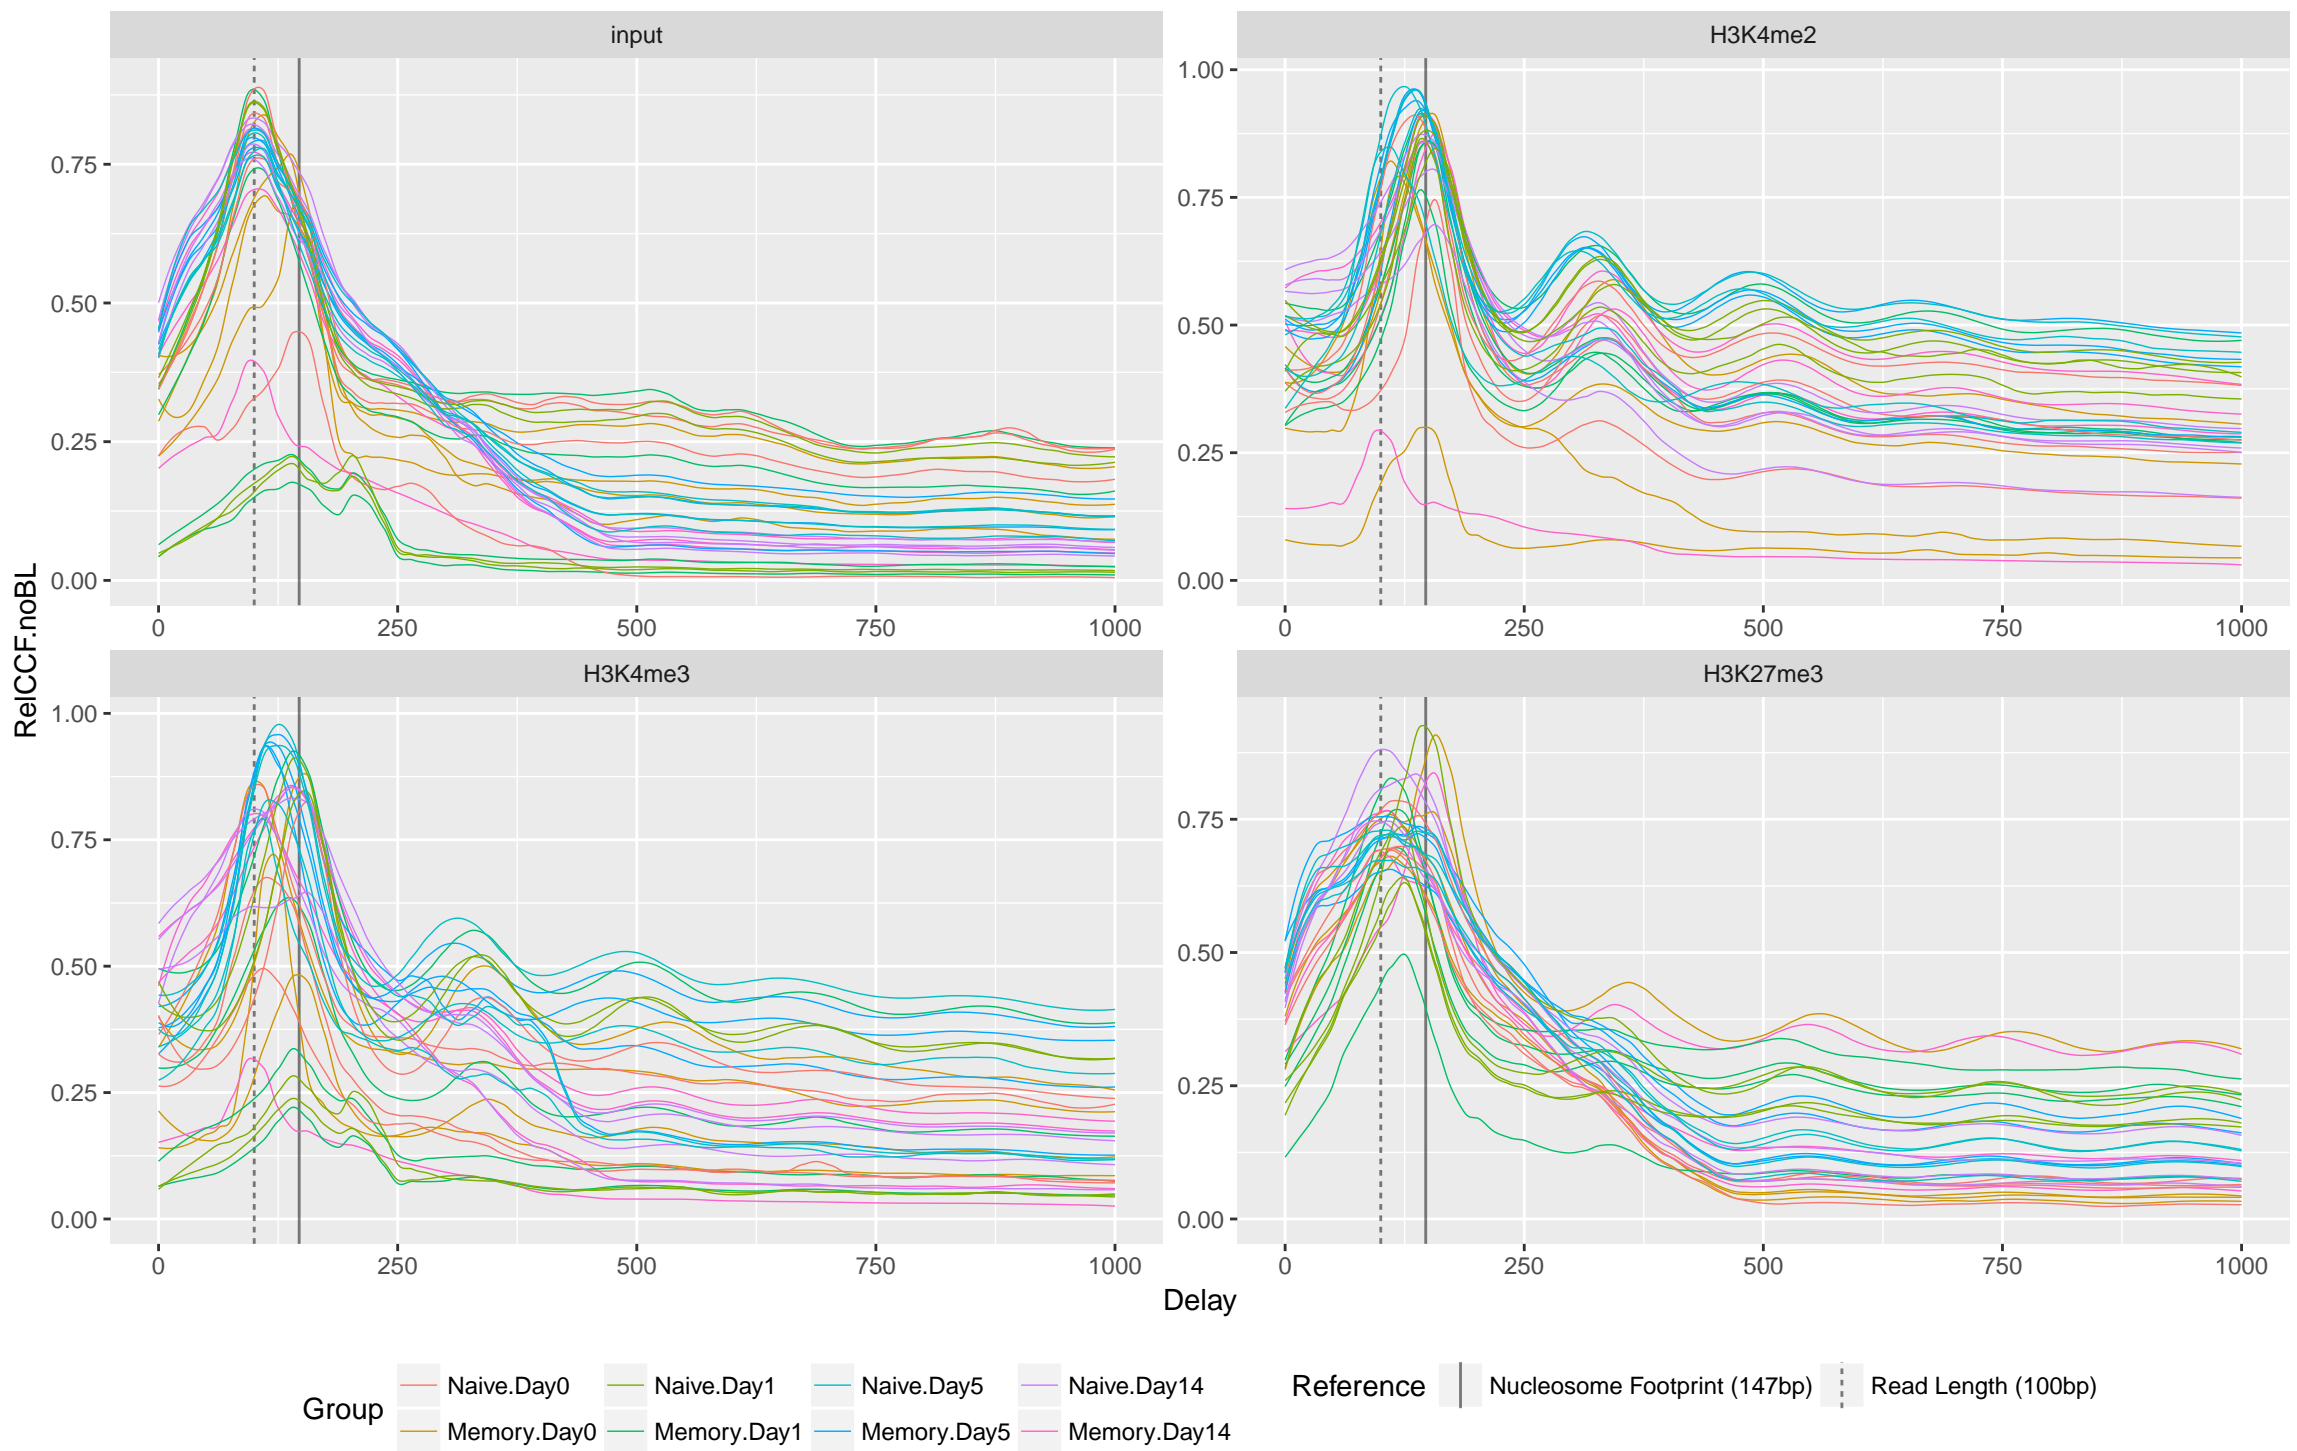 input
H3K4me2
RelCCF.noBL
0.75
0.50
0.25
0.00
0 250 500 750 1000
1.00
0.75
0.50
0.25
0.00
0 250 500 750 1000
H3K4me3
H3K27me3
1.00
0.75
0.50
0.25
0.00
0 250 500 750 1000
0.75
0.50
0.25
0.00
0 250 500 750 1000
Delay
Group
Naive.Day0 Naive.Day1 Naive.Day5 Naive.Day14
Memory.Day0 Memory.Day1 Memory.Day5 Memory.Day14
Reference Nucleosome Footprint (147bp) Read Length (100bp)